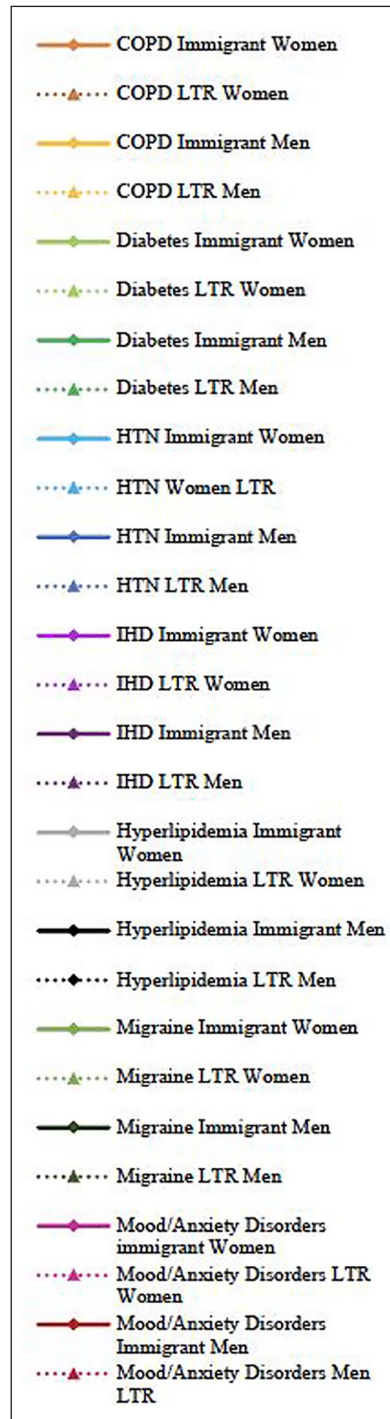 COPD Immigrant Women
COPD LTR Women
COPD Immigrant Men
COPD LTR Men
Diabetes Immigrant Women
Diabetes LTR Women
Diabetes Immigrant Men
Diabetes LTR Men
HTN Immigrant Women
HTN Women LTR
HTN Immigrant Men
HTN LTR Men
IHD Immigrant Women
IHD LTR Women
IHD Immigrant Men
IHD LTR Men
Hyperlipidemia Immigrant
Women
Hyperlipidemia LTR Women
Hyperlipidemia Immigrant Men
Hyperlipidemia LTR Men
Migraine Immigrant Women
Migraine LTR Women
Migraine Immigrant Men
Migraine LTR Men
Mood/Anxiety Disorders
immigrant Women
Mood/Anxiety Disorders LTR
Women
Mood/Anxiety Disorders
Immigrant Men
Mood/Anxiety Disorders Men
LTR